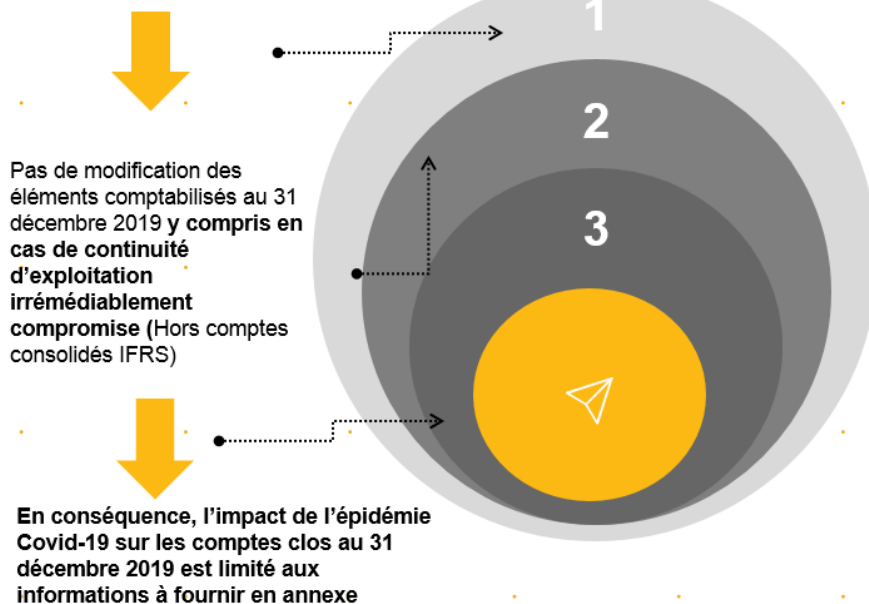 1
2
3
Pas de modification des
éléments comptabilisés au 31
décembre 2019 y compris en
cas de continuité
d’exploitation
irrémédiablement
compromise (Hors comptes
consolidés IFRS)
En conséquence, l’impact de l’épidémie
Covid-19 sur les comptes clos au 31
décembre 2019 est limité aux
informations à fournir en annexe